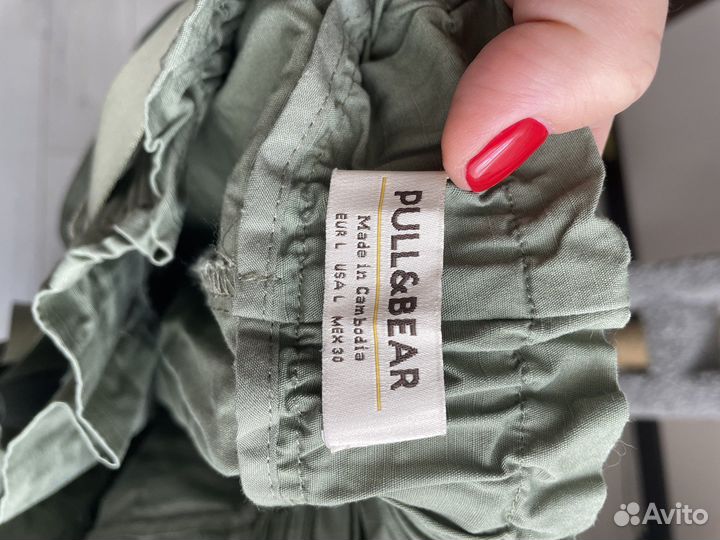 PULL&BEAR
Made in Cambodia
EUR L USA L MEX 30
Avito